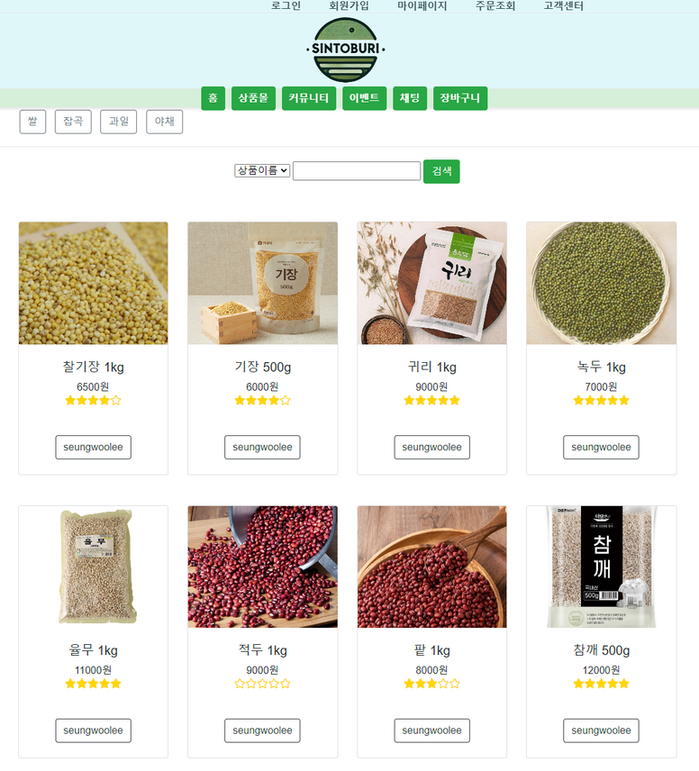 로그인 회원가입 마이페이지 주문조회 고객센터
SINTOBURI
홈 상품몰 커뮤니티 이벤트 채팅 장바구니
쌀 잡곡 과일 야채
상품이름 검색
기장
500g
귀리
찰기장 1kg
6500원
seungwoolee
기장 500g
6000원
seungwoolee
귀리 1kg
9000원
seungwoolee
녹두 1kg
7000원
seungwoolee
율무
참깨
국내산
500g
율무 1kg
11000원
seungwoolee
적두 1kg
9000원
seungwoolee
팥 1kg
8000원
seungwoolee
참깨 500g
12000원
seungwoolee